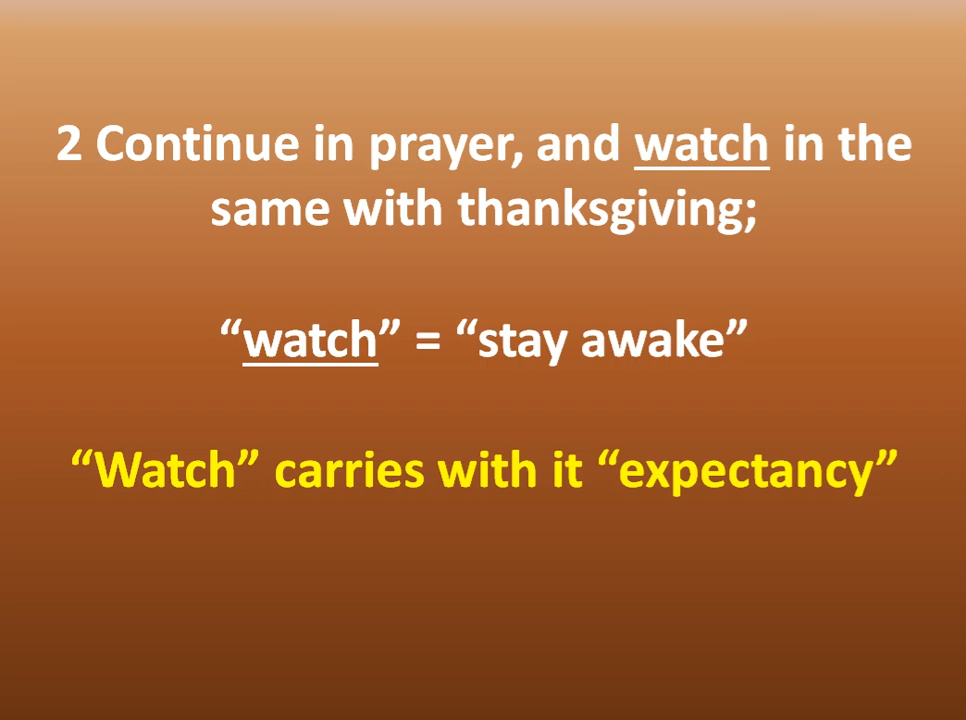 2 Continue in prayer, and watch in the
same with thanksgiving;
“watch” = “stay awake”
“Watch” carries with it “expectancy”